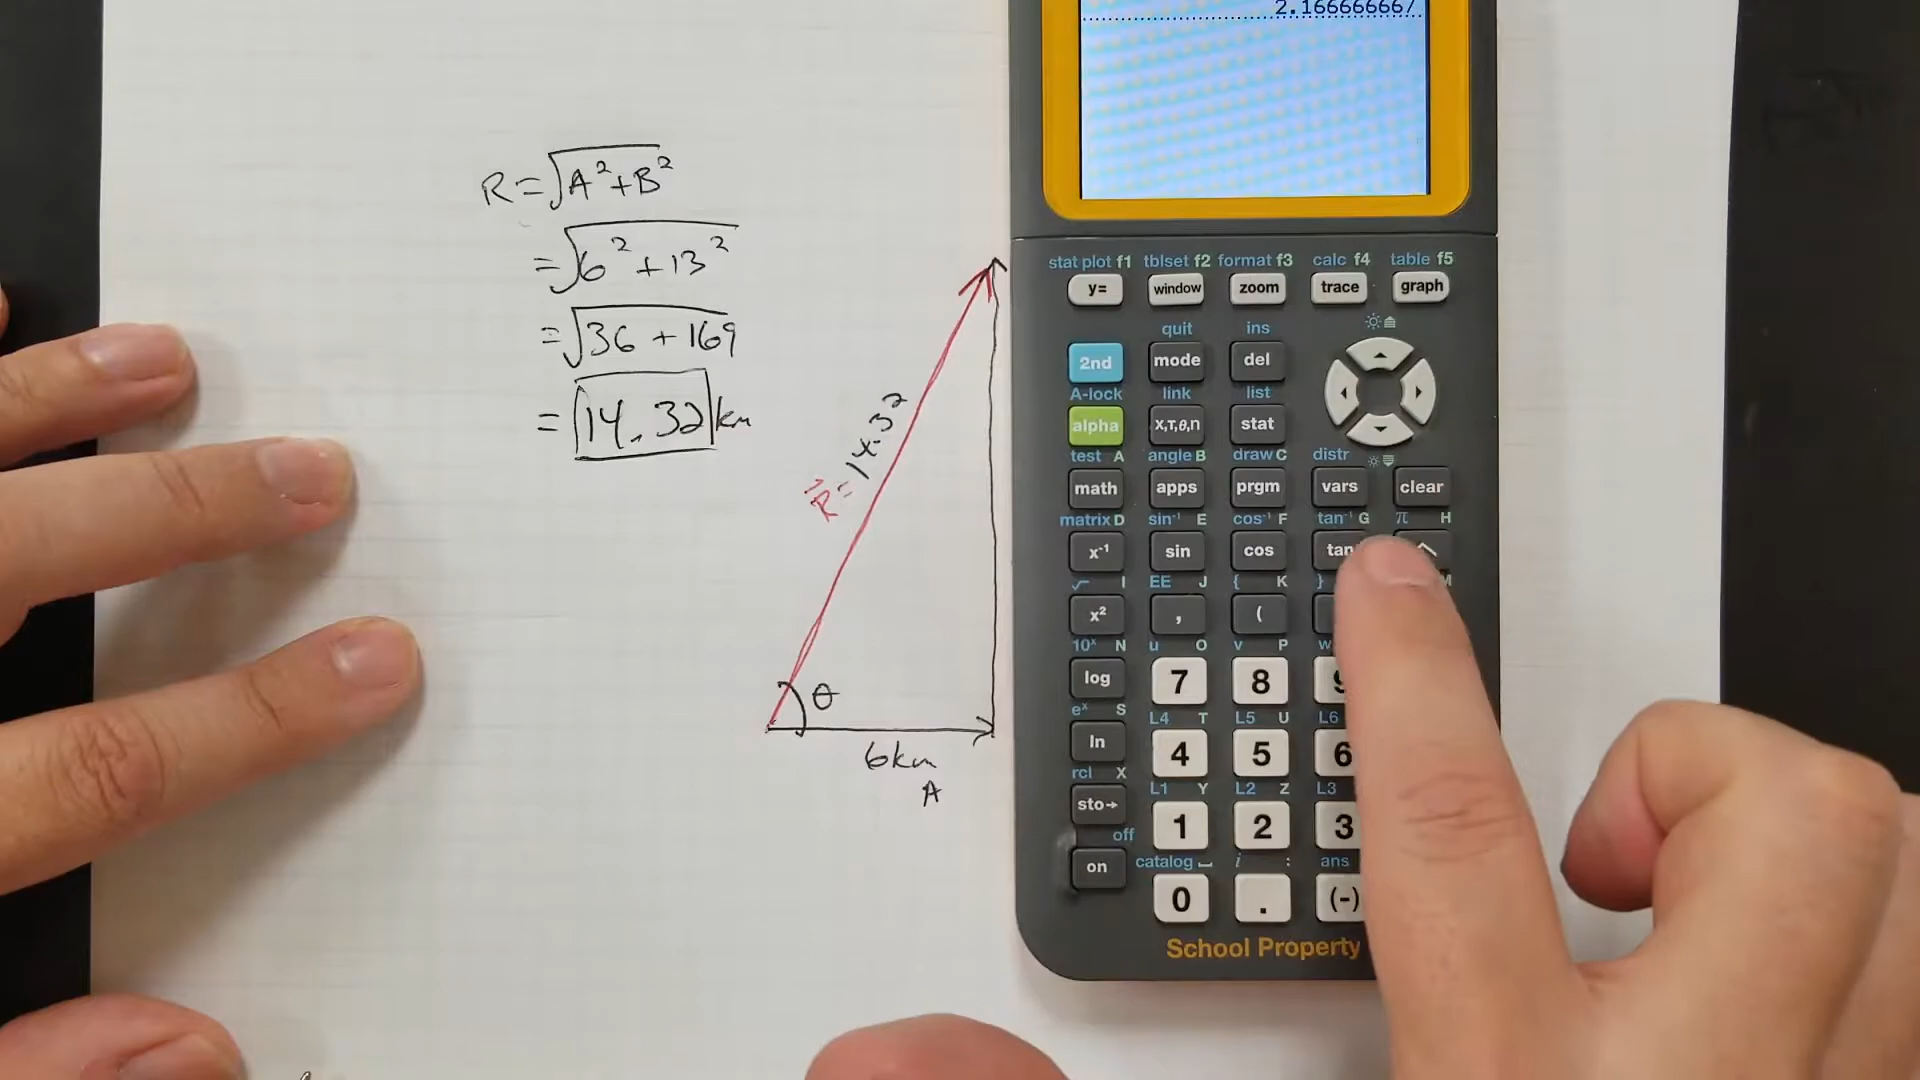 R = √A² + B²
= √6² + 13²
= √36 + 169
= 14.32 km
R⃗ = 14.32
θ
6km
A
2.166666667
stat plot f1 tblset f2 format f3 calc f4 table f5
y= window zoom trace graph
quit ins
2nd mode del
A-lock link list
alpha X,T,θ,n stat
test A angle B draw C distr
math apps prgm vars clear
matrix D sin⁻¹ E cos⁻¹ F tan⁻¹ G π H
x⁻¹ sin cos tan ^
√ I EE J { K } M
x² , (
10ˣ N u O v P w
log 7 8 9
eˣ S L4 T L5 U L6
ln 4 5 6
rcl X L1 Y L2 Z L3
sto→ 1 2 3
off catalog i : ans
on 0 . (-)
School Property